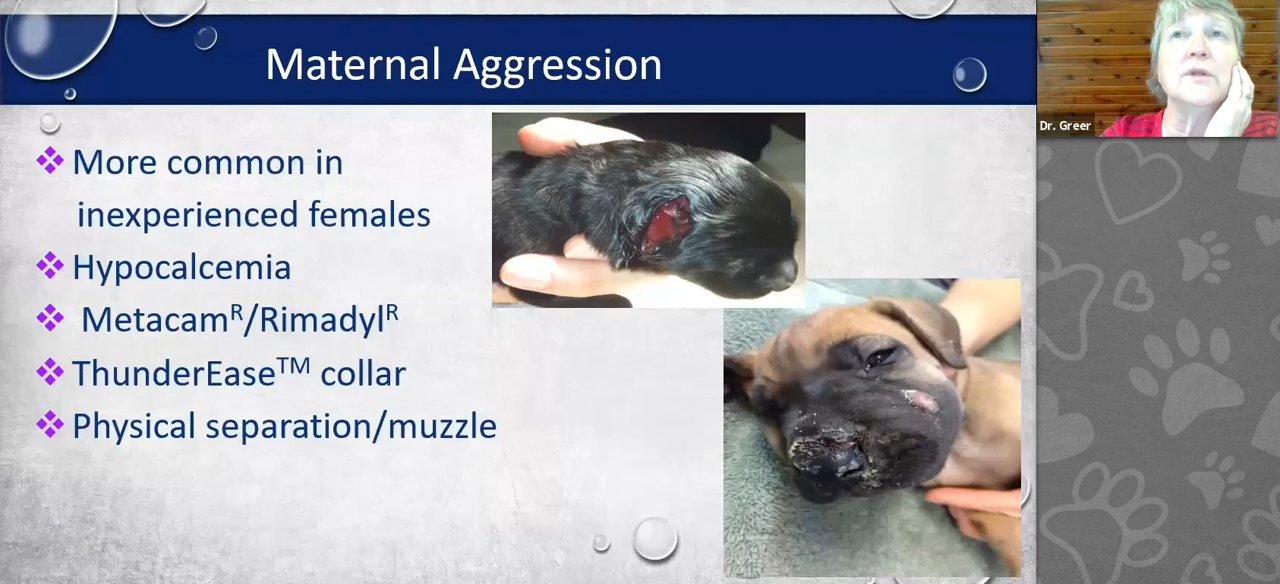 Maternal Aggression
Dr. Greer
More common in
inexperienced females
Hypocalcemia
Metacamᴿ/Rimadylᴿ
ThunderEase™ collar
Physical separation/muzzle